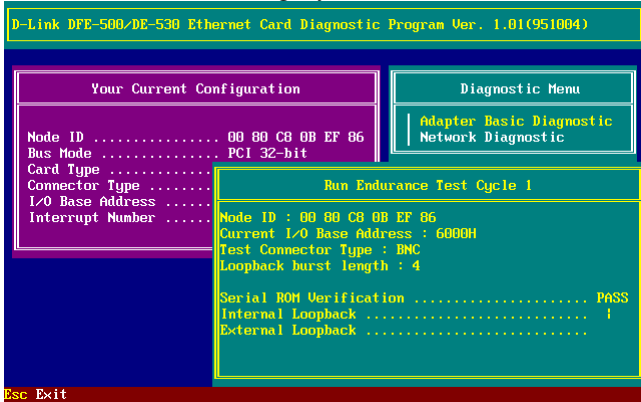 D-Link DFE-500/DE-530 Ethernet Card Diagnostic Program Ver. 1.01(951004)
Your Current Configuration
Node ID ................ 00 80 C8 0B EF 86
Bus Mode ............... PCI 32-bit
Card Type .............
Connector Type ........
I/O Base Address ......
Interrupt Number ......
Diagnostic Menu
Adapter Basic Diagnostic
Network Diagnostic
Run Endurance Test Cycle 1
Node ID : 00 80 C8 0B EF 86
Current I/O Base Address : 6000H
Test Connector Type : BNC
Loopback burst length : 4
Serial ROM Verification ...................... PASS
Internal Loopback ............................ ¦
External Loopback ............................
Esc Exit